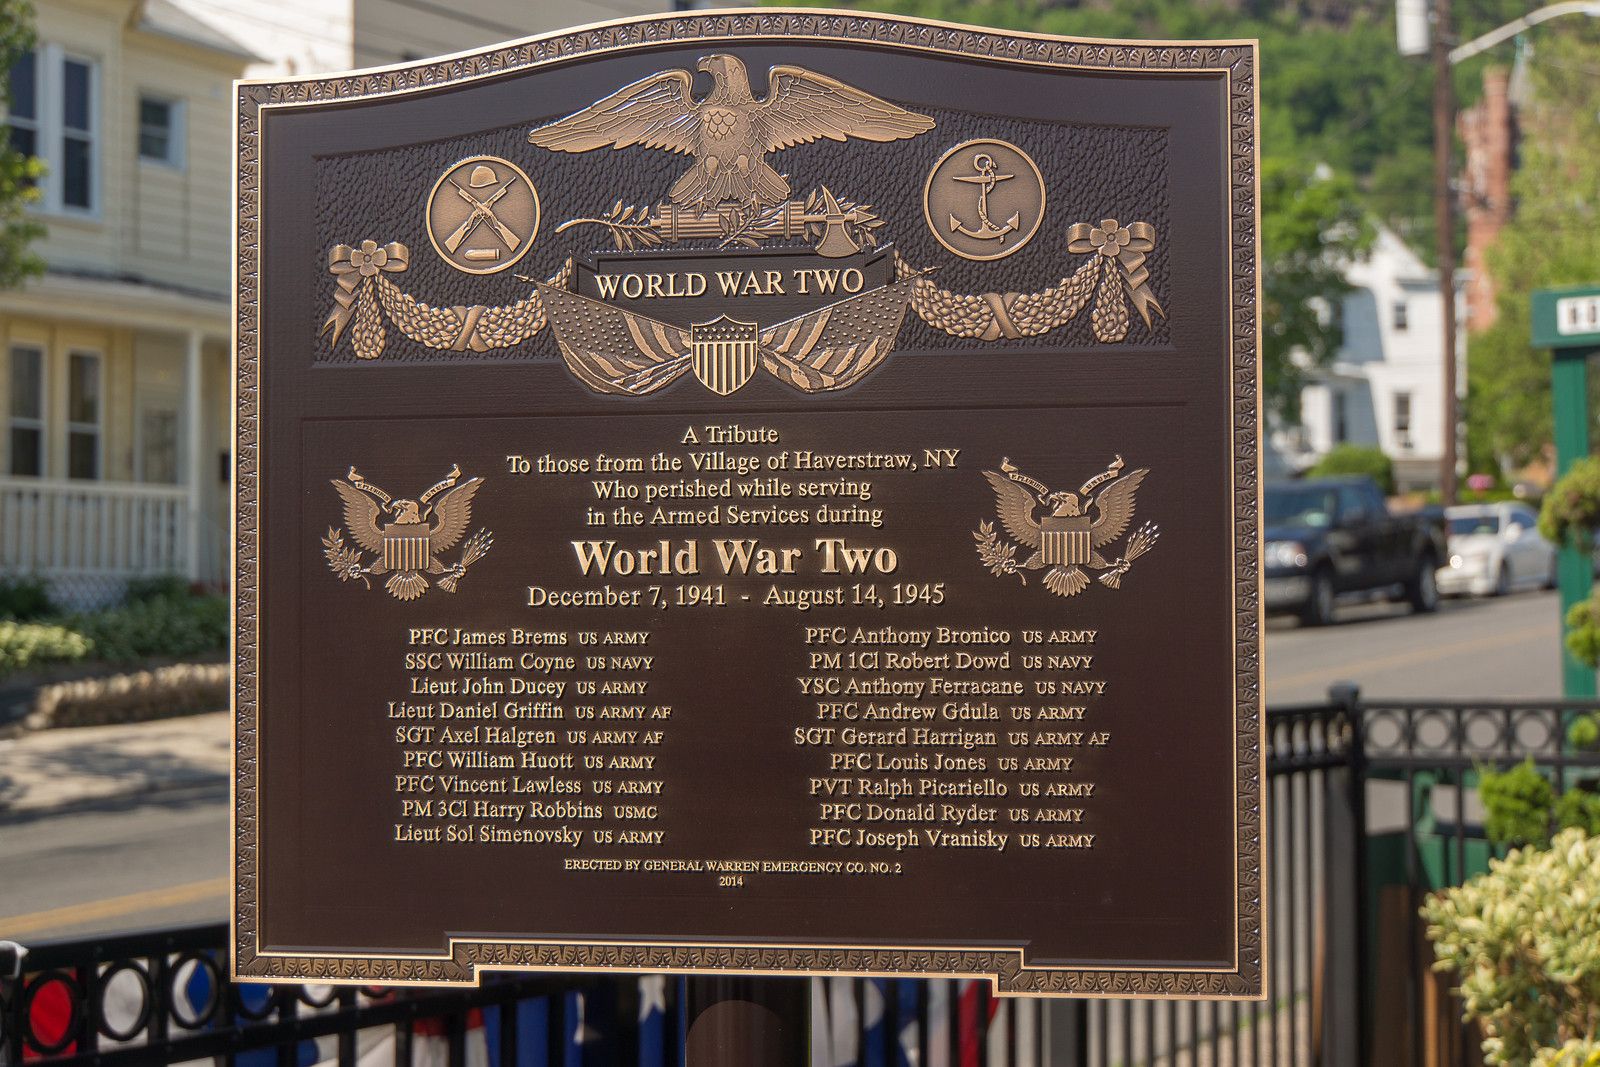 WORLD WAR TWO
A Tribute
To those from the Village of Haverstraw, NY
Who perished while serving
in the Armed Services during
World War Two
December 7, 1941 - August 14, 1945
PFC James Brems US ARMY
SSC William Coyne US NAVY
Lieut John Ducey US ARMY
Lieut Daniel Griffin US ARMY AF
SGT Axel Halgren US ARMY AF
PFC William Huott US ARMY
PFC Vincent Lawless US ARMY
PM 3Cl Harry Robbins USMC
Lieut Sol Simenovsky US ARMY
PFC Anthony Bronico US ARMY
PM 1Cl Robert Dowd US NAVY
YSC Anthony Ferracane US NAVY
PFC Andrew Gdula US ARMY
SGT Gerard Harrigan US ARMY AF
PFC Louis Jones US ARMY
PVT Ralph Picariello US ARMY
PFC Donald Ryder US ARMY
PFC Joseph Vranisky US ARMY
ERECTED BY GENERAL WARREN EMERGENCY CO. NO. 2
2014